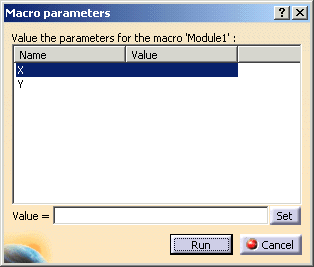 Macro parameters
Value the parameters for the macro 'Module1' :
Name Value
X
Y
Value = Set
Run Cancel